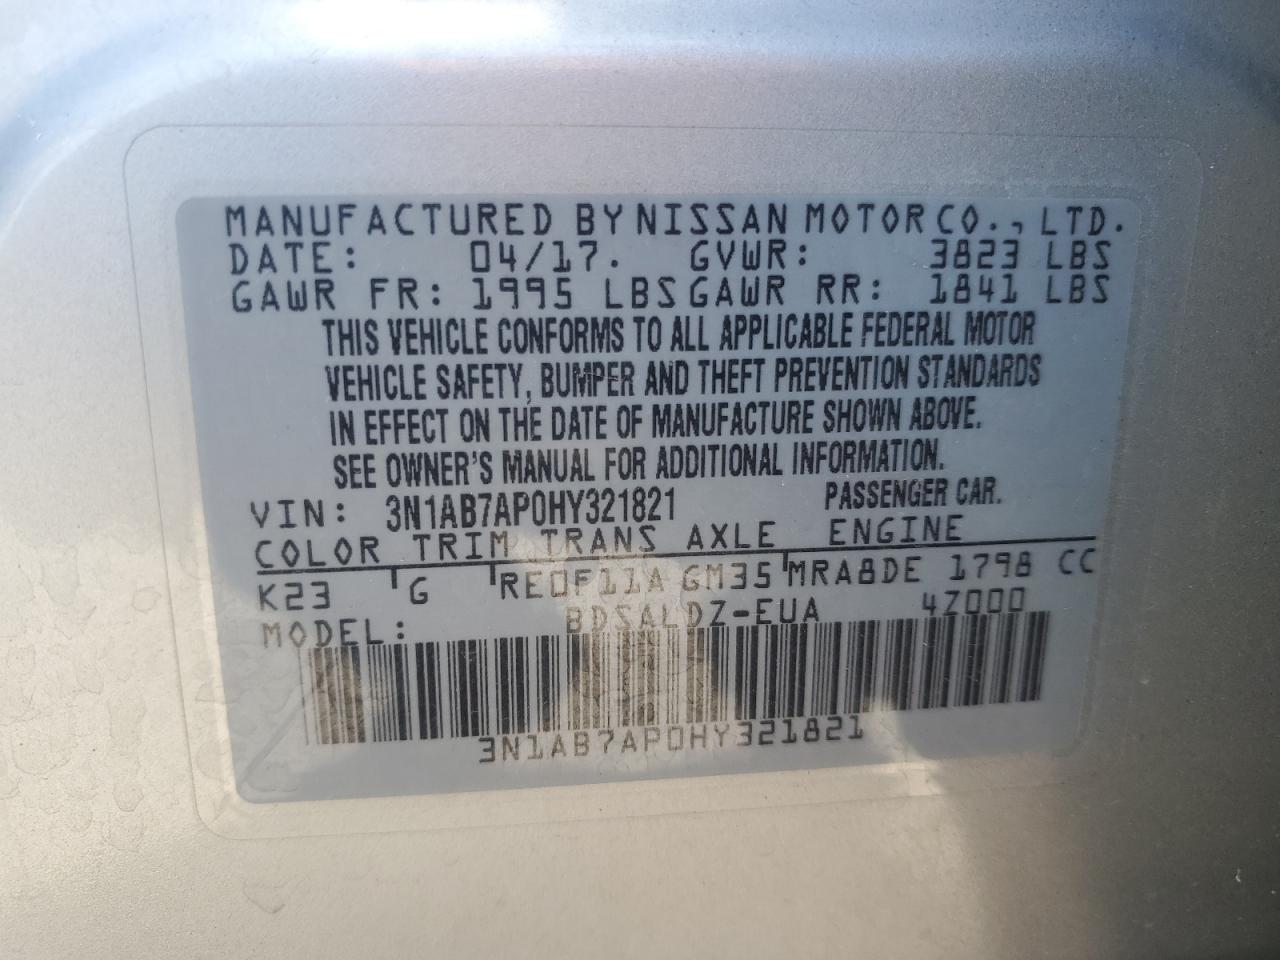 MANUFACTURED BY NISSAN MOTOR CO., LTD.
DATE: 04/17. GVWR: 3823 LBS
GAWR FR: 1995 LBS GAWR RR: 1841 LBS
THIS VEHICLE CONFORMS TO ALL APPLICABLE FEDERAL MOTOR
VEHICLE SAFETY, BUMPER AND THEFT PREVENTION STANDARDS
IN EFFECT ON THE DATE OF MANUFACTURE SHOWN ABOVE.
SEE OWNER'S MANUAL FOR ADDITIONAL INFORMATION.
VIN: 3N1AB7AP0HY321821 PASSENGER CAR.
COLOR TRIM TRANS AXLE ENGINE
K23 G RE0F11A GM35 MRA8DE 1798 CC
MODEL: BDSALDZ-EUA 4Z000
3N1AB7AP0HY321821